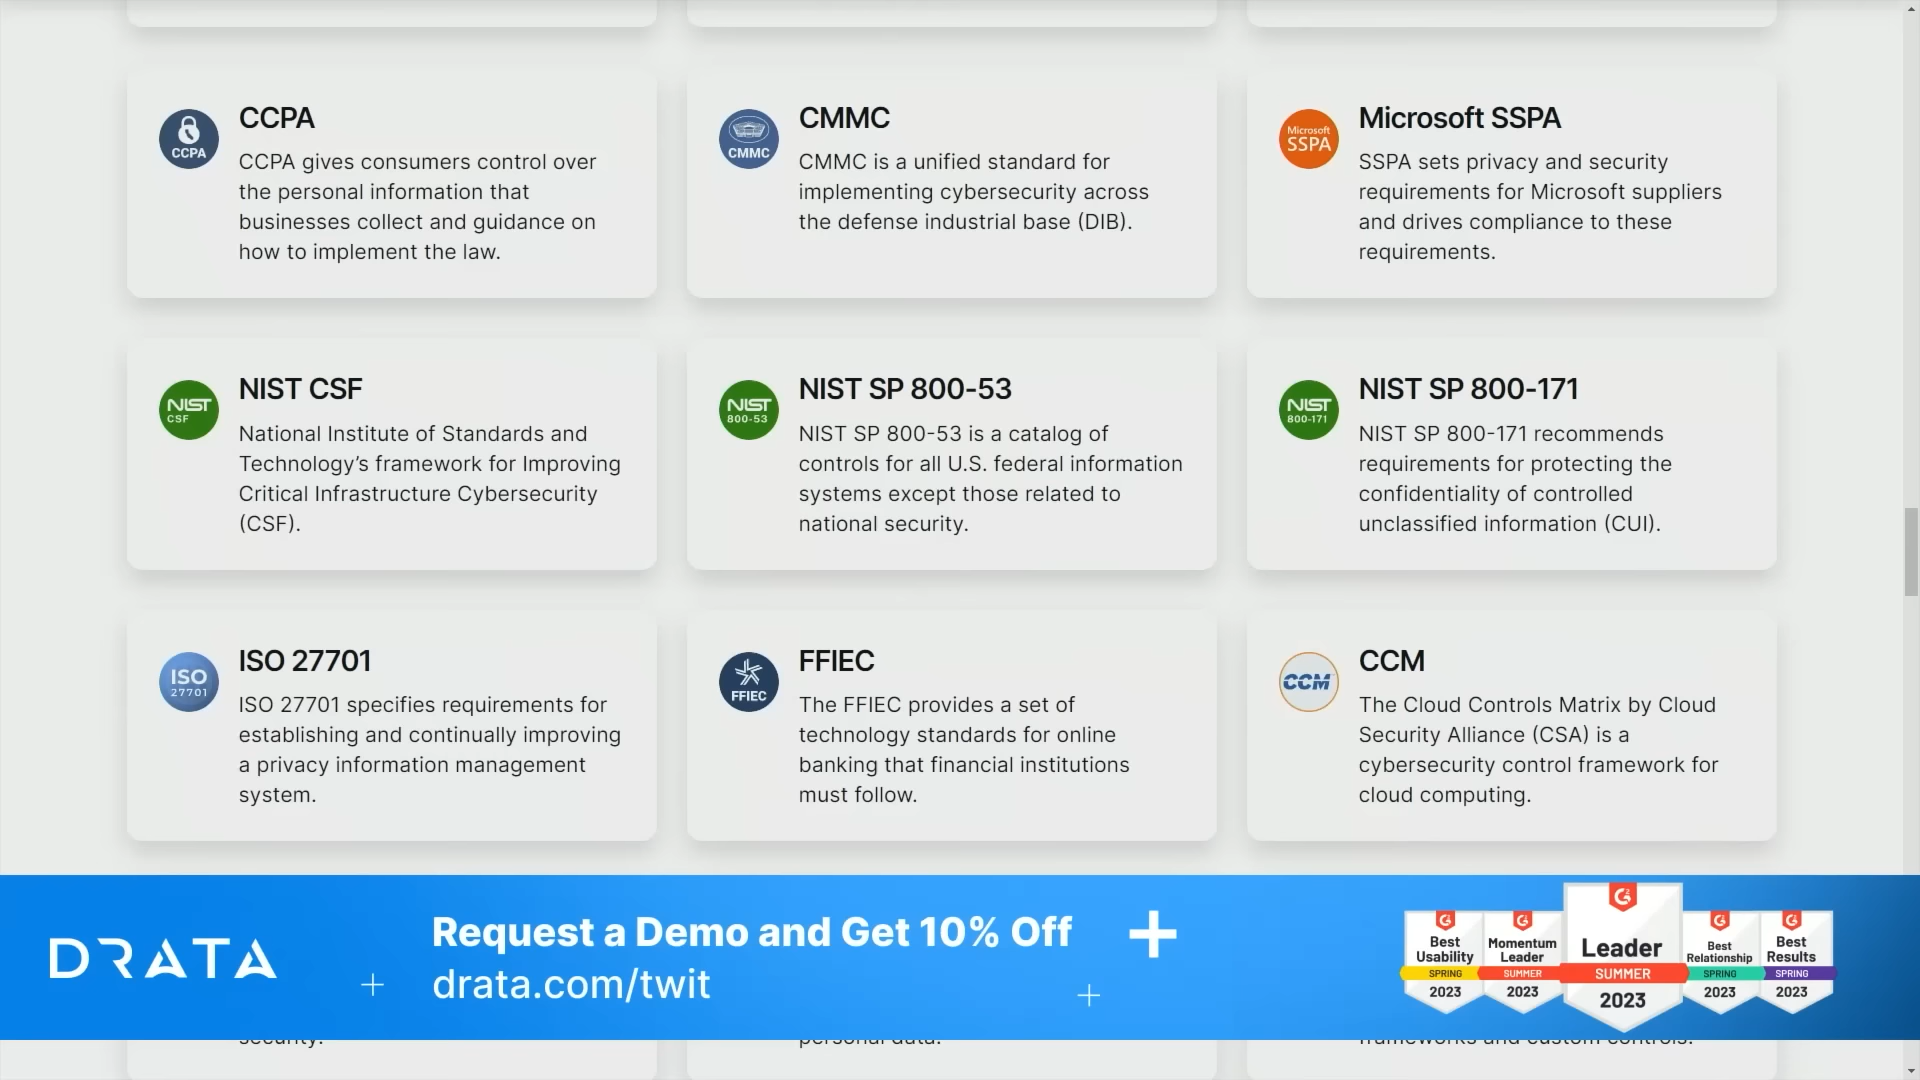 CCPA
CCPA
CCPA gives consumers control over
the personal information that
businesses collect and guidance on
how to implement the law.
CMMC
CMMC
CMMC is a unified standard for
implementing cybersecurity across
the defense industrial base (DIB).
Microsoft
SSPA
Microsoft SSPA
SSPA sets privacy and security
requirements for Microsoft suppliers
and drives compliance to these
requirements.
NIST
CSF
NIST CSF
National Institute of Standards and
Technology’s framework for Improving
Critical Infrastructure Cybersecurity
(CSF).
NIST
800-53
NIST SP 800-53
NIST SP 800-53 is a catalog of
controls for all U.S. federal information
systems except those related to
national security.
NIST
800-171
NIST SP 800-171
NIST SP 800-171 recommends
requirements for protecting the
confidentiality of controlled
unclassified information (CUI).
ISO
27701
ISO 27701
ISO 27701 specifies requirements for
establishing and continually improving
a privacy information management
system.
FFIEC
FFIEC
The FFIEC provides a set of
technology standards for online
banking that financial institutions
must follow.
CCM
CCM
The Cloud Controls Matrix by Cloud
Security Alliance (CSA) is a
cybersecurity control framework for
cloud computing.
DRATA
Request a Demo and Get 10% Off
drata.com/twit
Best
Usability
SPRING
2023
Momentum
Leader
SUMMER
2023
Leader
SUMMER
2023
Best
Relationship
SPRING
2023
Best
Results
SPRING
2023
security.
personal data.
frameworks and custom controls.